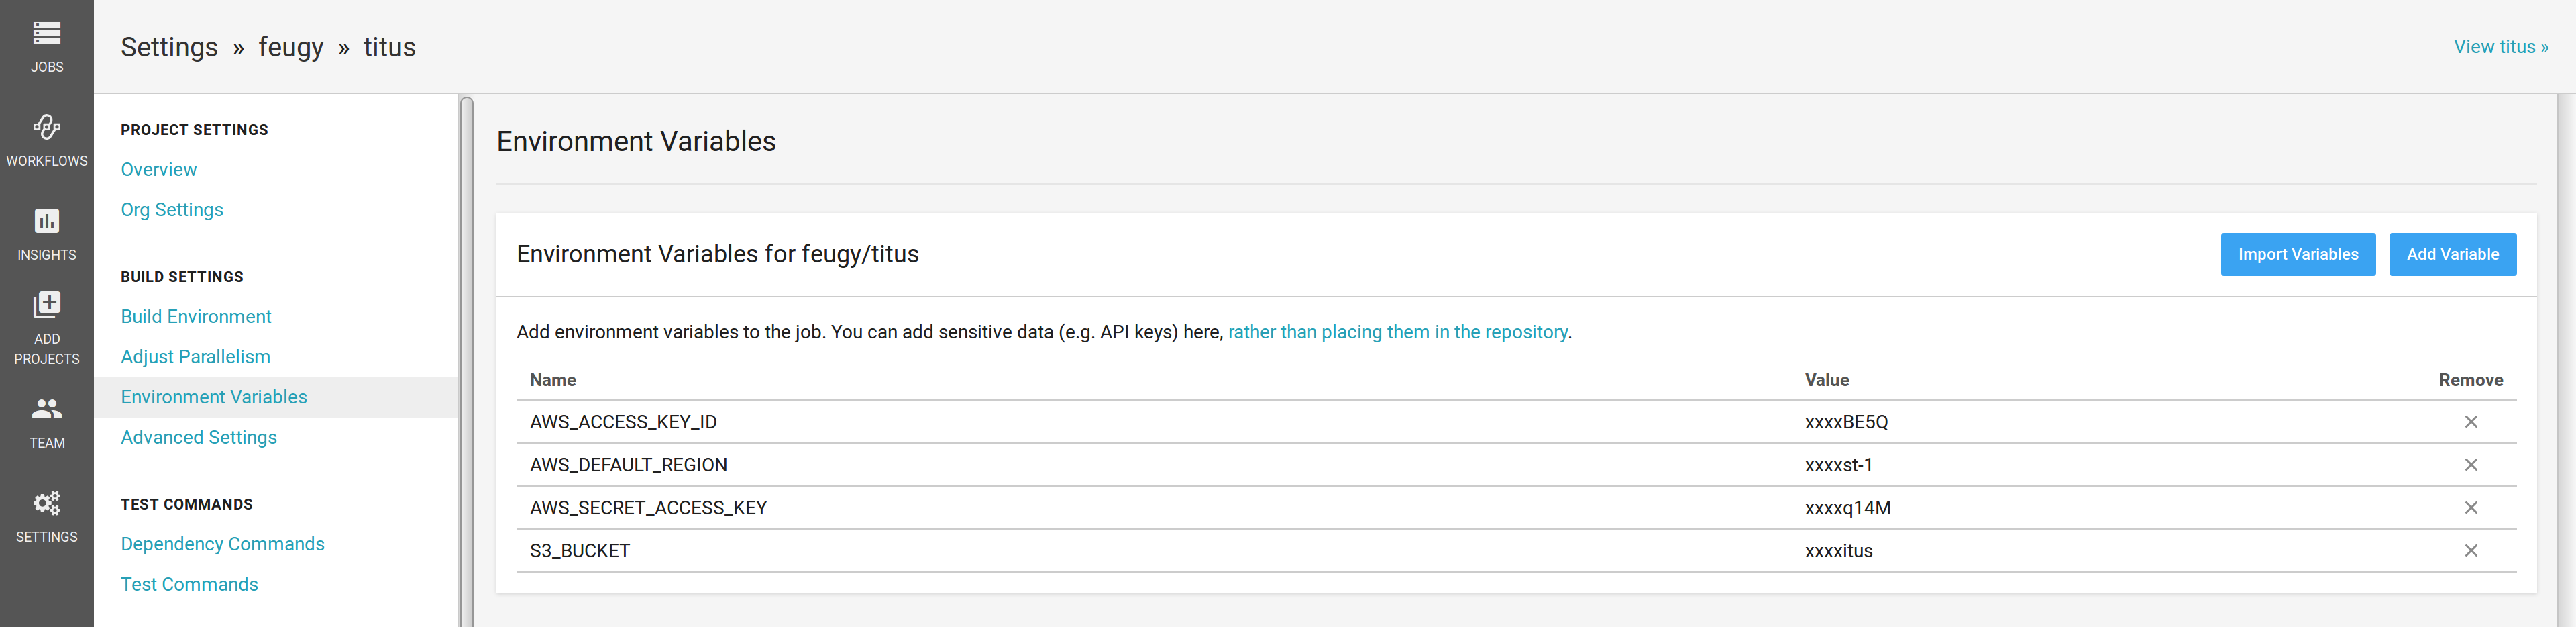 JOBS
WORKFLOWS
INSIGHTS
ADD
PROJECTS
TEAM
SETTINGS
Settings » feugy » titus
View titus »
PROJECT SETTINGS
Overview
Org Settings
BUILD SETTINGS
Build Environment
Adjust Parallelism
Environment Variables
Advanced Settings
TEST COMMANDS
Dependency Commands
Test Commands
Environment Variables
Environment Variables for feugy/titus
Import Variables
Add Variable
Add environment variables to the job. You can add sensitive data (e.g. API keys) here, rather than placing them in the repository.
Name Value Remove
AWS_ACCESS_KEY_ID xxxxBE5Q
AWS_DEFAULT_REGION xxxxst-1
AWS_SECRET_ACCESS_KEY xxxxq14M
S3_BUCKET xxxxitus